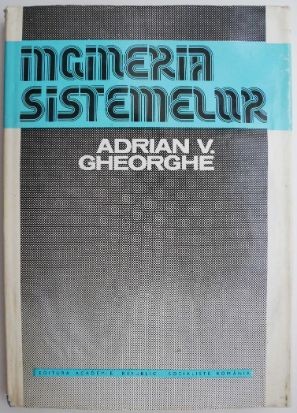 INGINERIA
SISTEMELOR
ADRIAN V.
GHEORGHE
EDITURA ACADEMIEI REPUBLICII SOCIALISTE ROMÂNIA